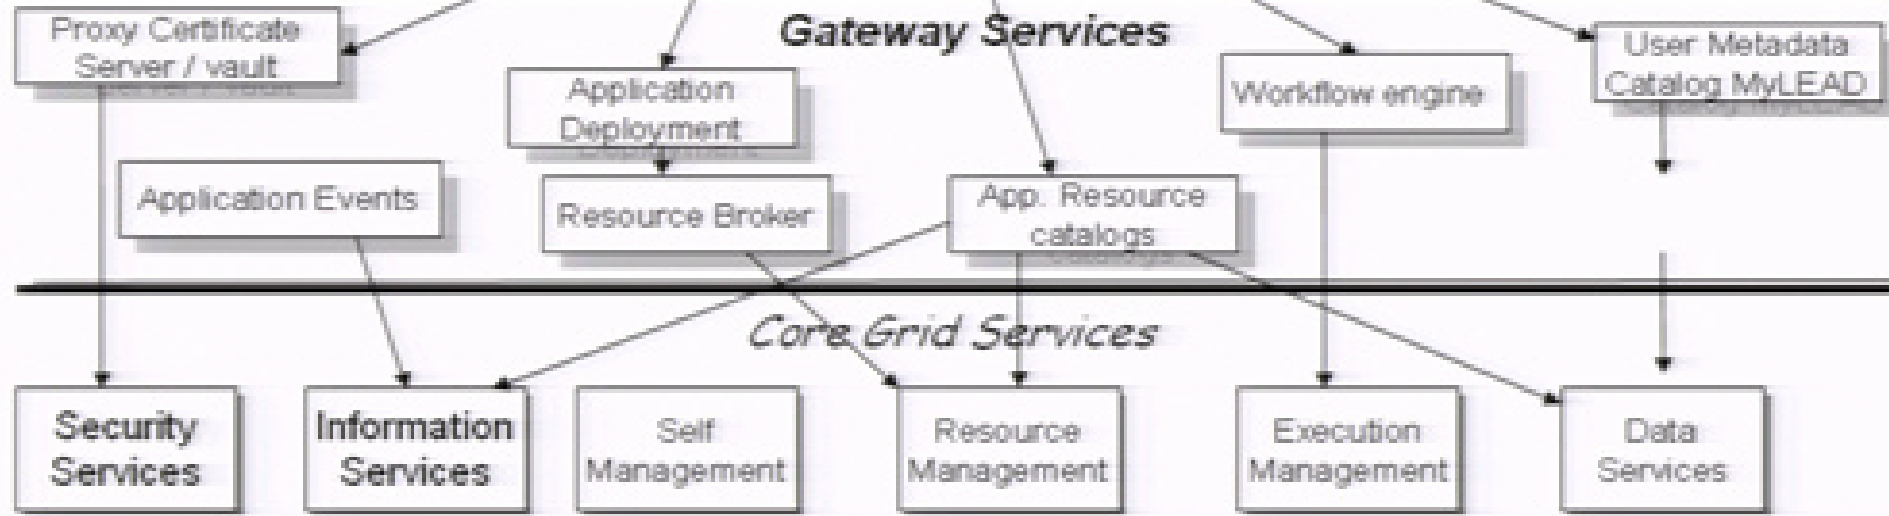 Gateway Services
Proxy Certificate
Server / vault
Application
Deployment
Workflow engine
User Metadata
Catalog MyLEAD
Application Events
Resource Broker
App. Resource
catalogs
Core Grid Services
Security
Services
Information
Services
Self
Management
Resource
Management
Execution
Management
Data
Services